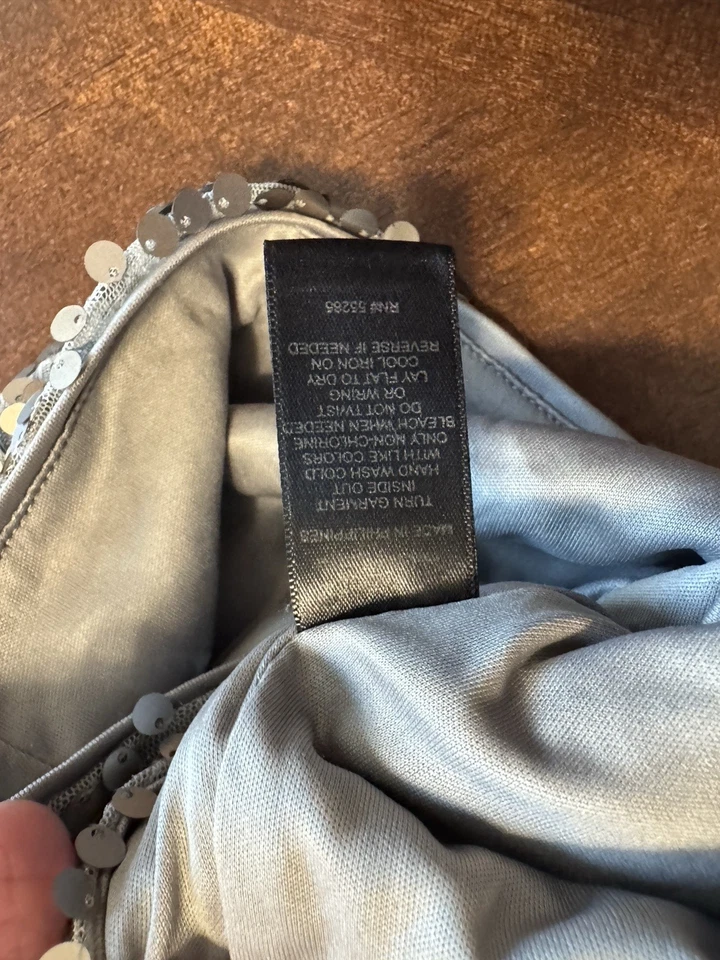 MADE IN PHILIPPINES
TURN GARMENT
INSIDE OUT
HAND WASH COLD
WITH LIKE COLORS
ONLY NON-CHLORINE
BLEACH WHEN NEEDED
DO NOT TWIST
OR WRING
LAY FLAT TO DRY
COOL IRON ON
REVERSE IF NEEDED
RN# 55285